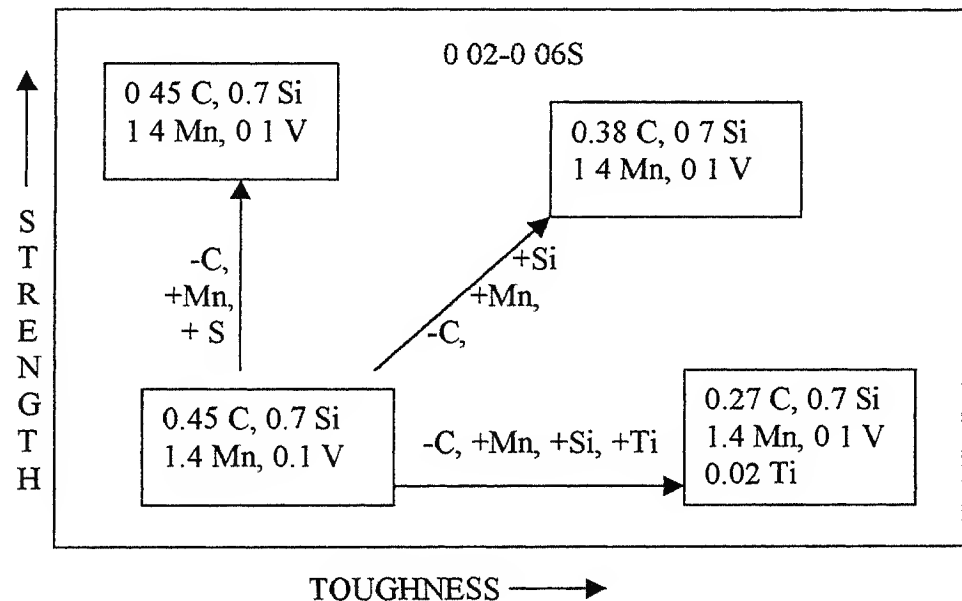 0 02-0 06S
0 45 C, 0.7 Si
1 4 Mn, 0 1 V
0.38 C, 0 7 Si
1 4 Mn, 0 1 V
STRENGTH
-C,
+Mn,
+ S
+Si
+Mn,
-C,
0.45 C, 0.7 Si
1.4 Mn, 0.1 V
-C, +Mn, +Si, +Ti
0.27 C, 0.7 Si
1.4 Mn, 0 1 V
0.02 Ti
TOUGHNESS